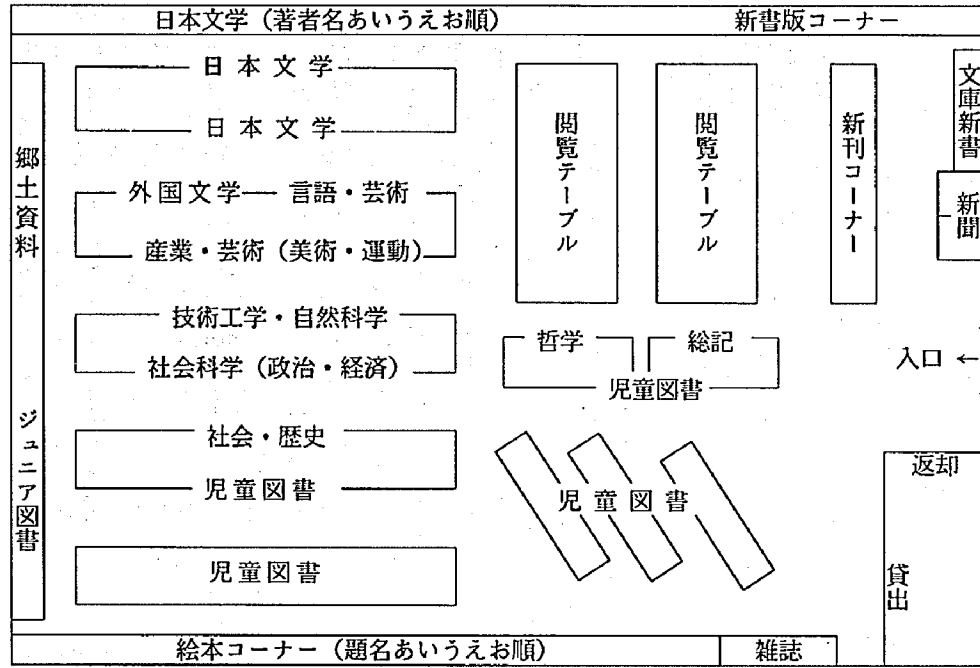 日本文学（著者名あいうえお順）
新書版コーナー
郷土資料
ジュニア図書
日本文学
日本文学
外国文学
言語・芸術
産業・芸術（美術・運動）
技術工学・自然科学
社会科学（政治・経済）
社会・歴史
児童図書
児童図書
閲覧テーブル
閲覧テーブル
新刊コーナー
文庫新書
新聞
哲学
総記
児童図書
入口 ←
児童図書
返却
貸出
絵本コーナー（題名あいうえお順）
雑誌